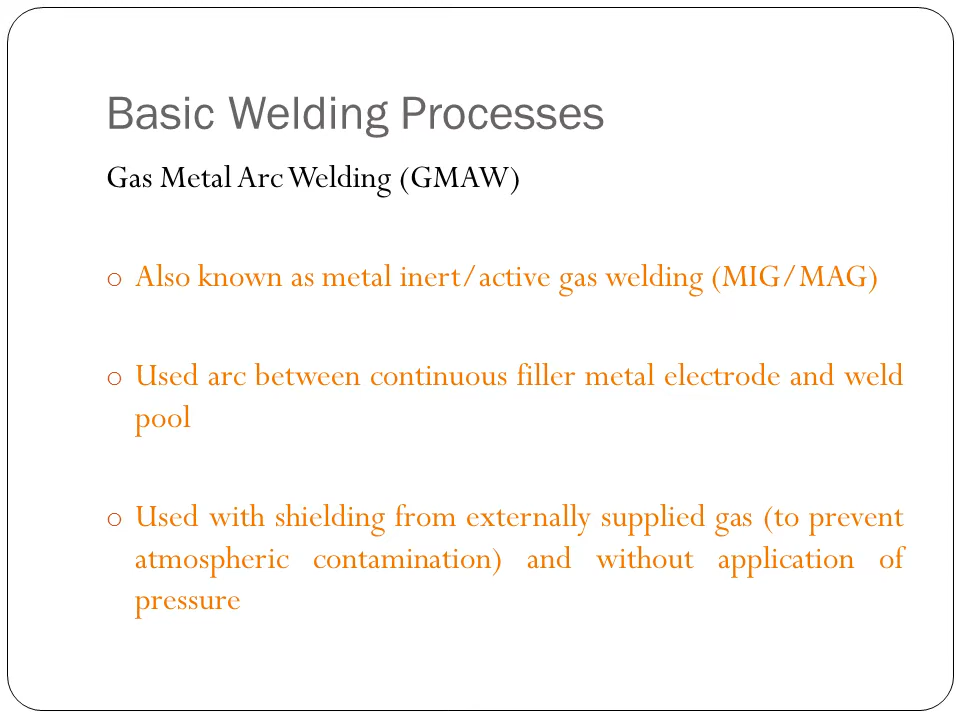 Basic Welding Processes
Gas Metal Arc Welding (GMAW)
o Also known as metal inert/active gas welding (MIG/MAG)
o Used arc between continuous filler metal electrode and weld
pool
o Used with shielding from externally supplied gas (to prevent
atmospheric contamination) and without application of
pressure